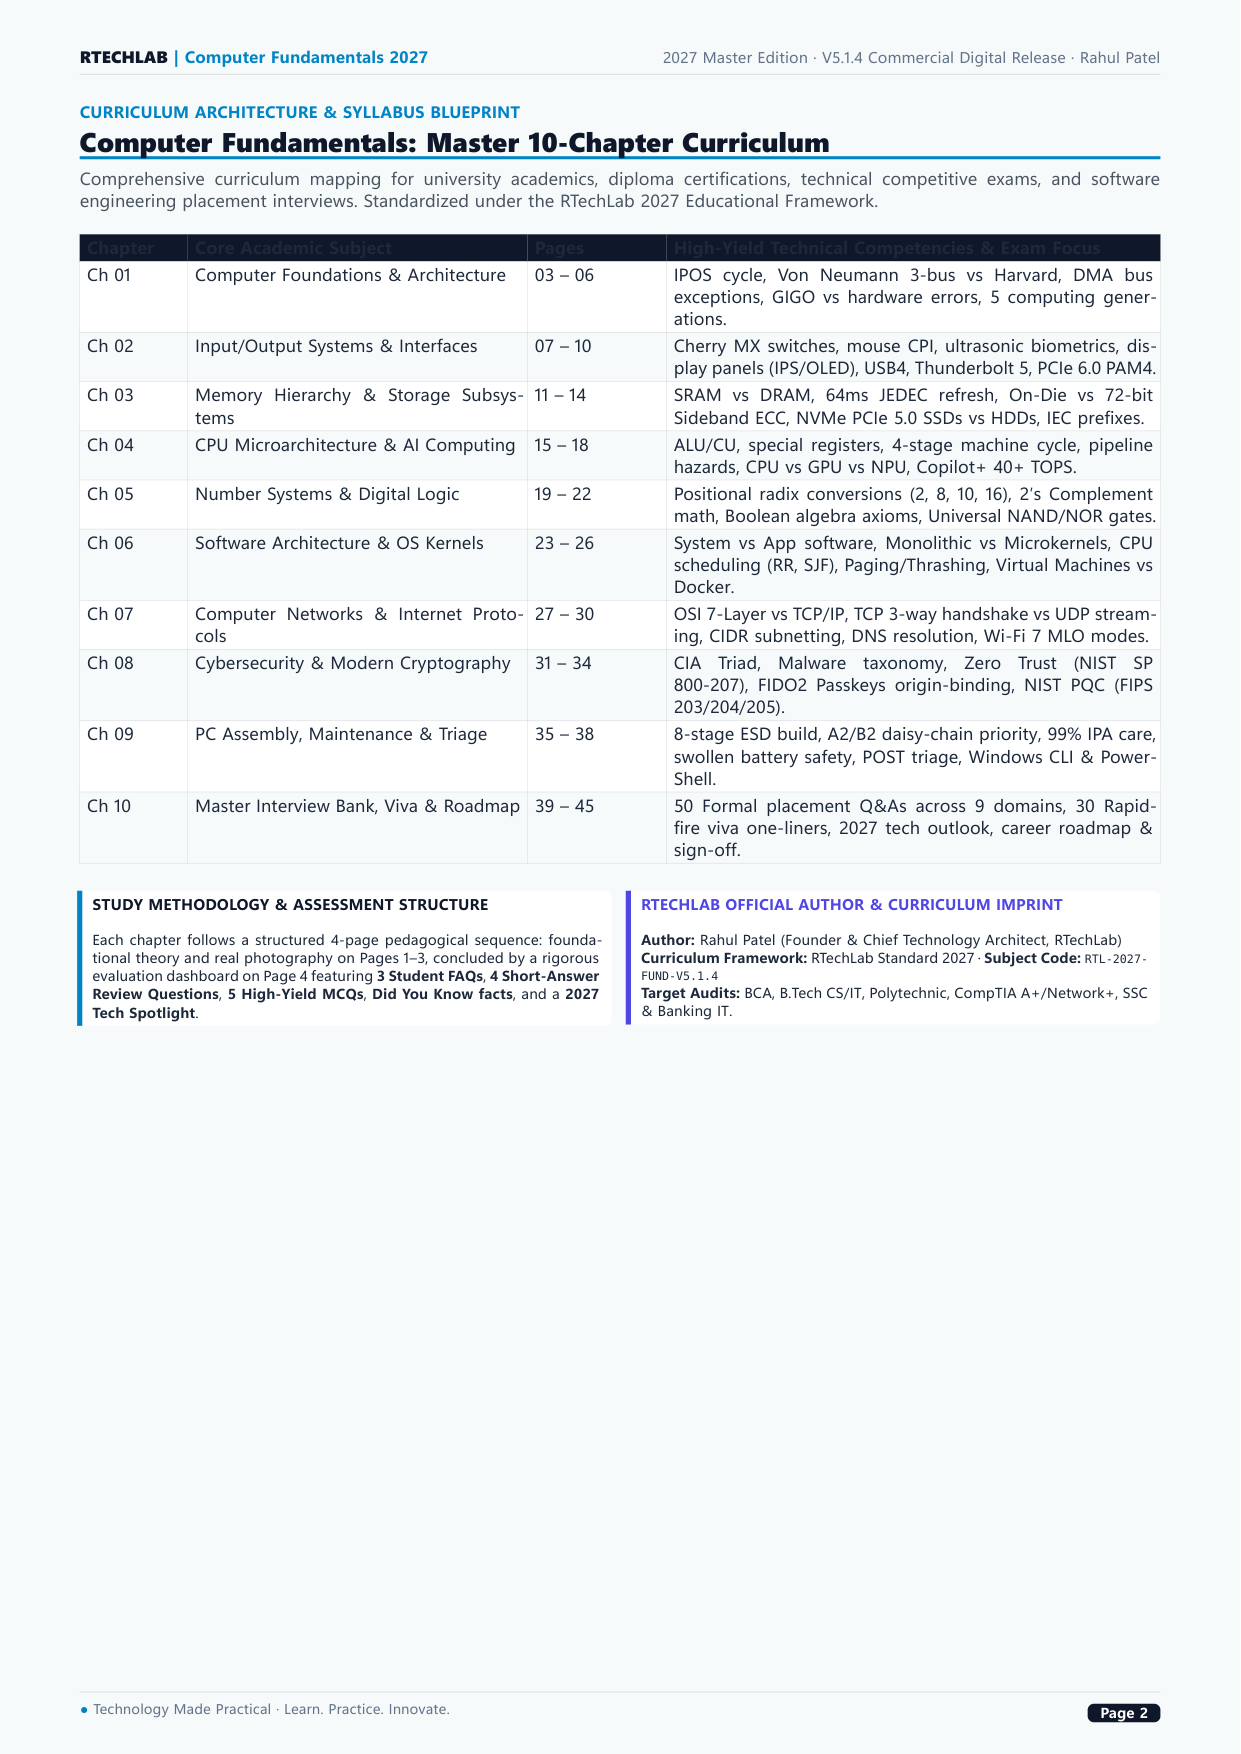 RTECHLAB | Computer Fundamentals 2027
2027 Master Edition · V5.1.4 Commercial Digital Release · Rahul Patel
CURRICULUM ARCHITECTURE & SYLLABUS BLUEPRINT
Computer Fundamentals: Master 10-Chapter Curriculum
Comprehensive curriculum mapping for university academics, diploma certifications, technical competitive exams, and software
engineering placement interviews. Standardized under the RTechLab 2027 Educational Framework.
Chapter Core Academic Subject Pages High-Yield Technical Competencies & Exam Focus
Ch 01 Computer Foundations & Architecture 03 – 06 IPOS cycle, Von Neumann 3-bus vs Harvard, DMA bus
exceptions, GIGO vs hardware errors, 5 computing gener-
ations.
Ch 02 Input/Output Systems & Interfaces 07 – 10 Cherry MX switches, mouse CPI, ultrasonic biometrics, dis-
play panels (IPS/OLED), USB4, Thunderbolt 5, PCIe 6.0 PAM4.
Ch 03 Memory Hierarchy & Storage Subsys- 11 – 14 SRAM vs DRAM, 64ms JEDEC refresh, On-Die vs 72-bit
tems Sideband ECC, NVMe PCIe 5.0 SSDs vs HDDs, IEC prefixes.
Ch 04 CPU Microarchitecture & AI Computing 15 – 18 ALU/CU, special registers, 4-stage machine cycle, pipeline
hazards, CPU vs GPU vs NPU, Copilot+ 40+ TOPS.
Ch 05 Number Systems & Digital Logic 19 – 22 Positional radix conversions (2, 8, 10, 16), 2’s Complement
math, Boolean algebra axioms, Universal NAND/NOR gates.
Ch 06 Software Architecture & OS Kernels 23 – 26 System vs App software, Monolithic vs Microkernels, CPU
scheduling (RR, SJF), Paging/Thrashing, Virtual Machines vs
Docker.
Ch 07 Computer Networks & Internet Proto- 27 – 30 OSI 7-Layer vs TCP/IP, TCP 3-way handshake vs UDP stream-
cols ing, CIDR subnetting, DNS resolution, Wi-Fi 7 MLO modes.
Ch 08 Cybersecurity & Modern Cryptography 31 – 34 CIA Triad, Malware taxonomy, Zero Trust (NIST SP
800-207), FIDO2 Passkeys origin-binding, NIST PQC (FIPS
203/204/205).
Ch 09 PC Assembly, Maintenance & Triage 35 – 38 8-stage ESD build, A2/B2 daisy-chain priority, 99% IPA care,
swollen battery safety, POST triage, Windows CLI & Power-
Shell.
Ch 10 Master Interview Bank, Viva & Roadmap 39 – 45 50 Formal placement Q&As across 9 domains, 30 Rapid-
fire viva one-liners, 2027 tech outlook, career roadmap &
sign-off.
STUDY METHODOLOGY & ASSESSMENT STRUCTURE
Each chapter follows a structured 4-page pedagogical sequence: founda-
tional theory and real photography on Pages 1–3, concluded by a rigorous
evaluation dashboard on Page 4 featuring 3 Student FAQs, 4 Short-Answer
Review Questions, 5 High-Yield MCQs, Did You Know facts, and a 2027
Tech Spotlight.
RTECHLAB OFFICIAL AUTHOR & CURRICULUM IMPRINT
Author: Rahul Patel (Founder & Chief Technology Architect, RTechLab)
Curriculum Framework: RTechLab Standard 2027 · Subject Code: RTL-2027-
FUND-V5.1.4
Target Audits: BCA, B.Tech CS/IT, Polytechnic, CompTIA A+/Network+, SSC
& Banking IT.
● Technology Made Practical · Learn. Practice. Innovate.
Page 2